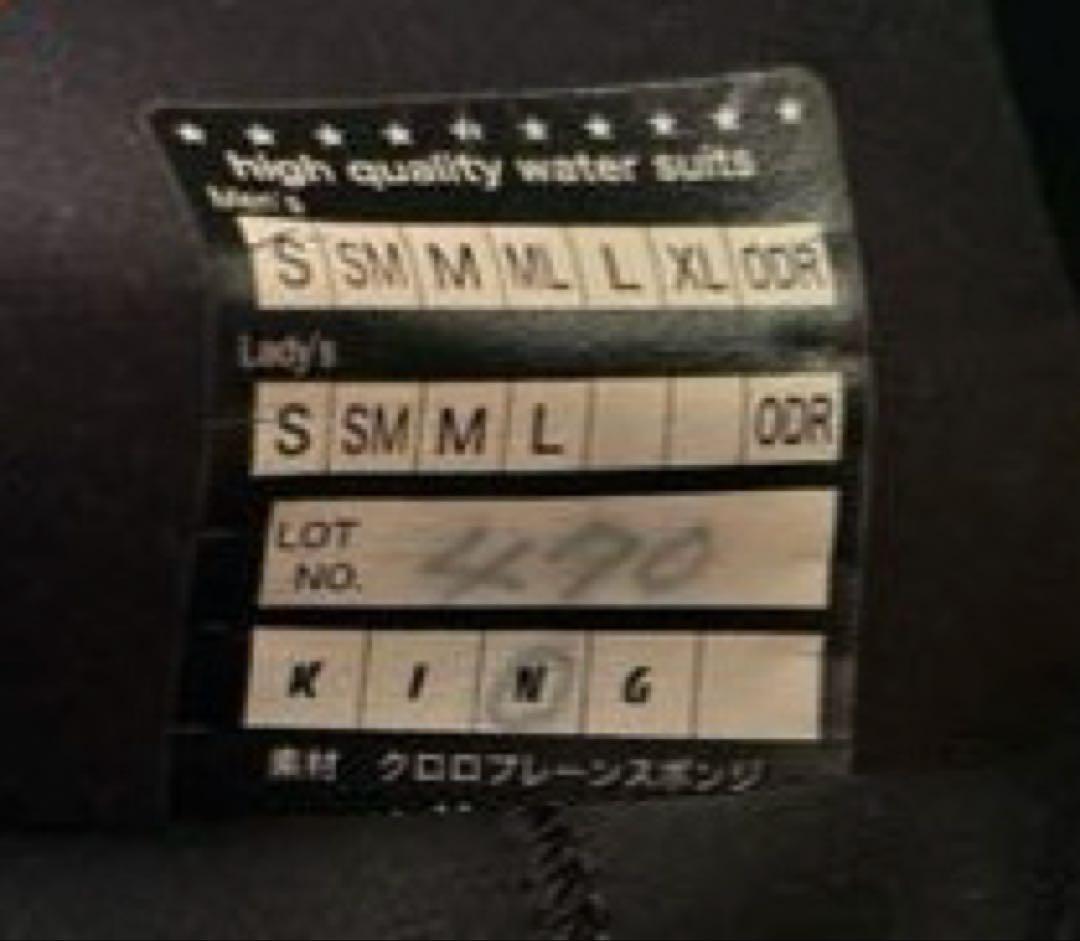 high quality water suits
Men's
S SM M ML L XL ODR
Lady's
S SM M L ODR
LOT NO. 470
K I N G
素材 クロロプレーンスポンジ